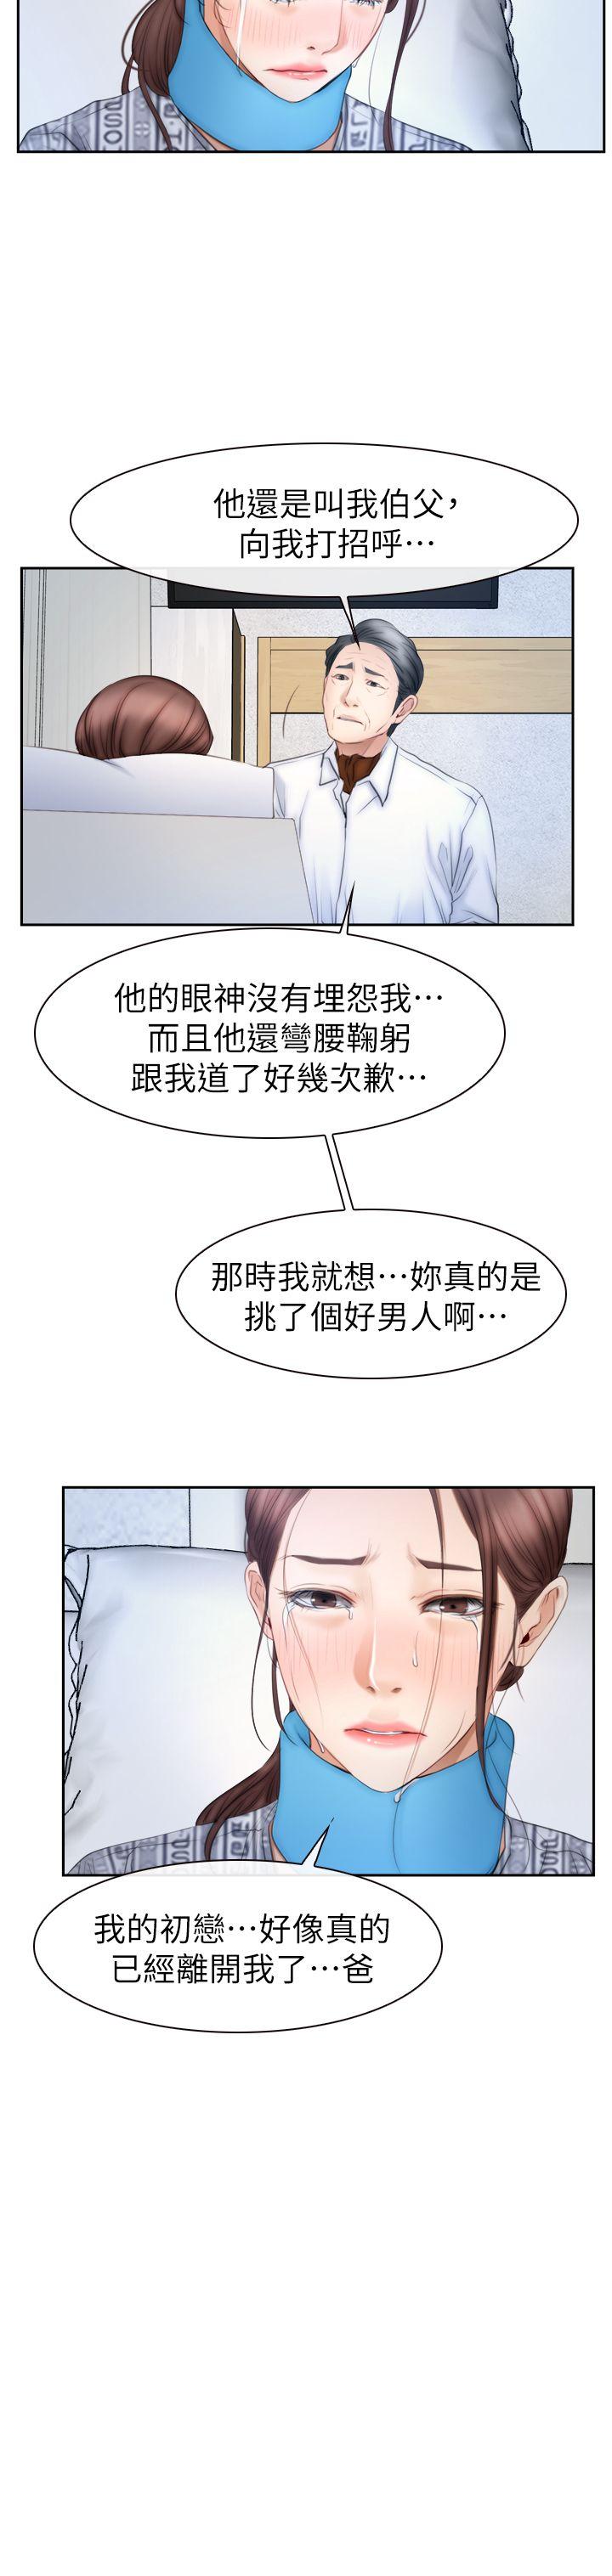 他還是叫我伯父，
向我打招呼⋯
他的眼神沒有埋怨我⋯
而且他還彎腰鞠躬
跟我道了好幾次歉⋯
那時我就想⋯妳真的是
挑了個好男人啊⋯
我的初戀⋯好像真的
已經離開我了⋯爸